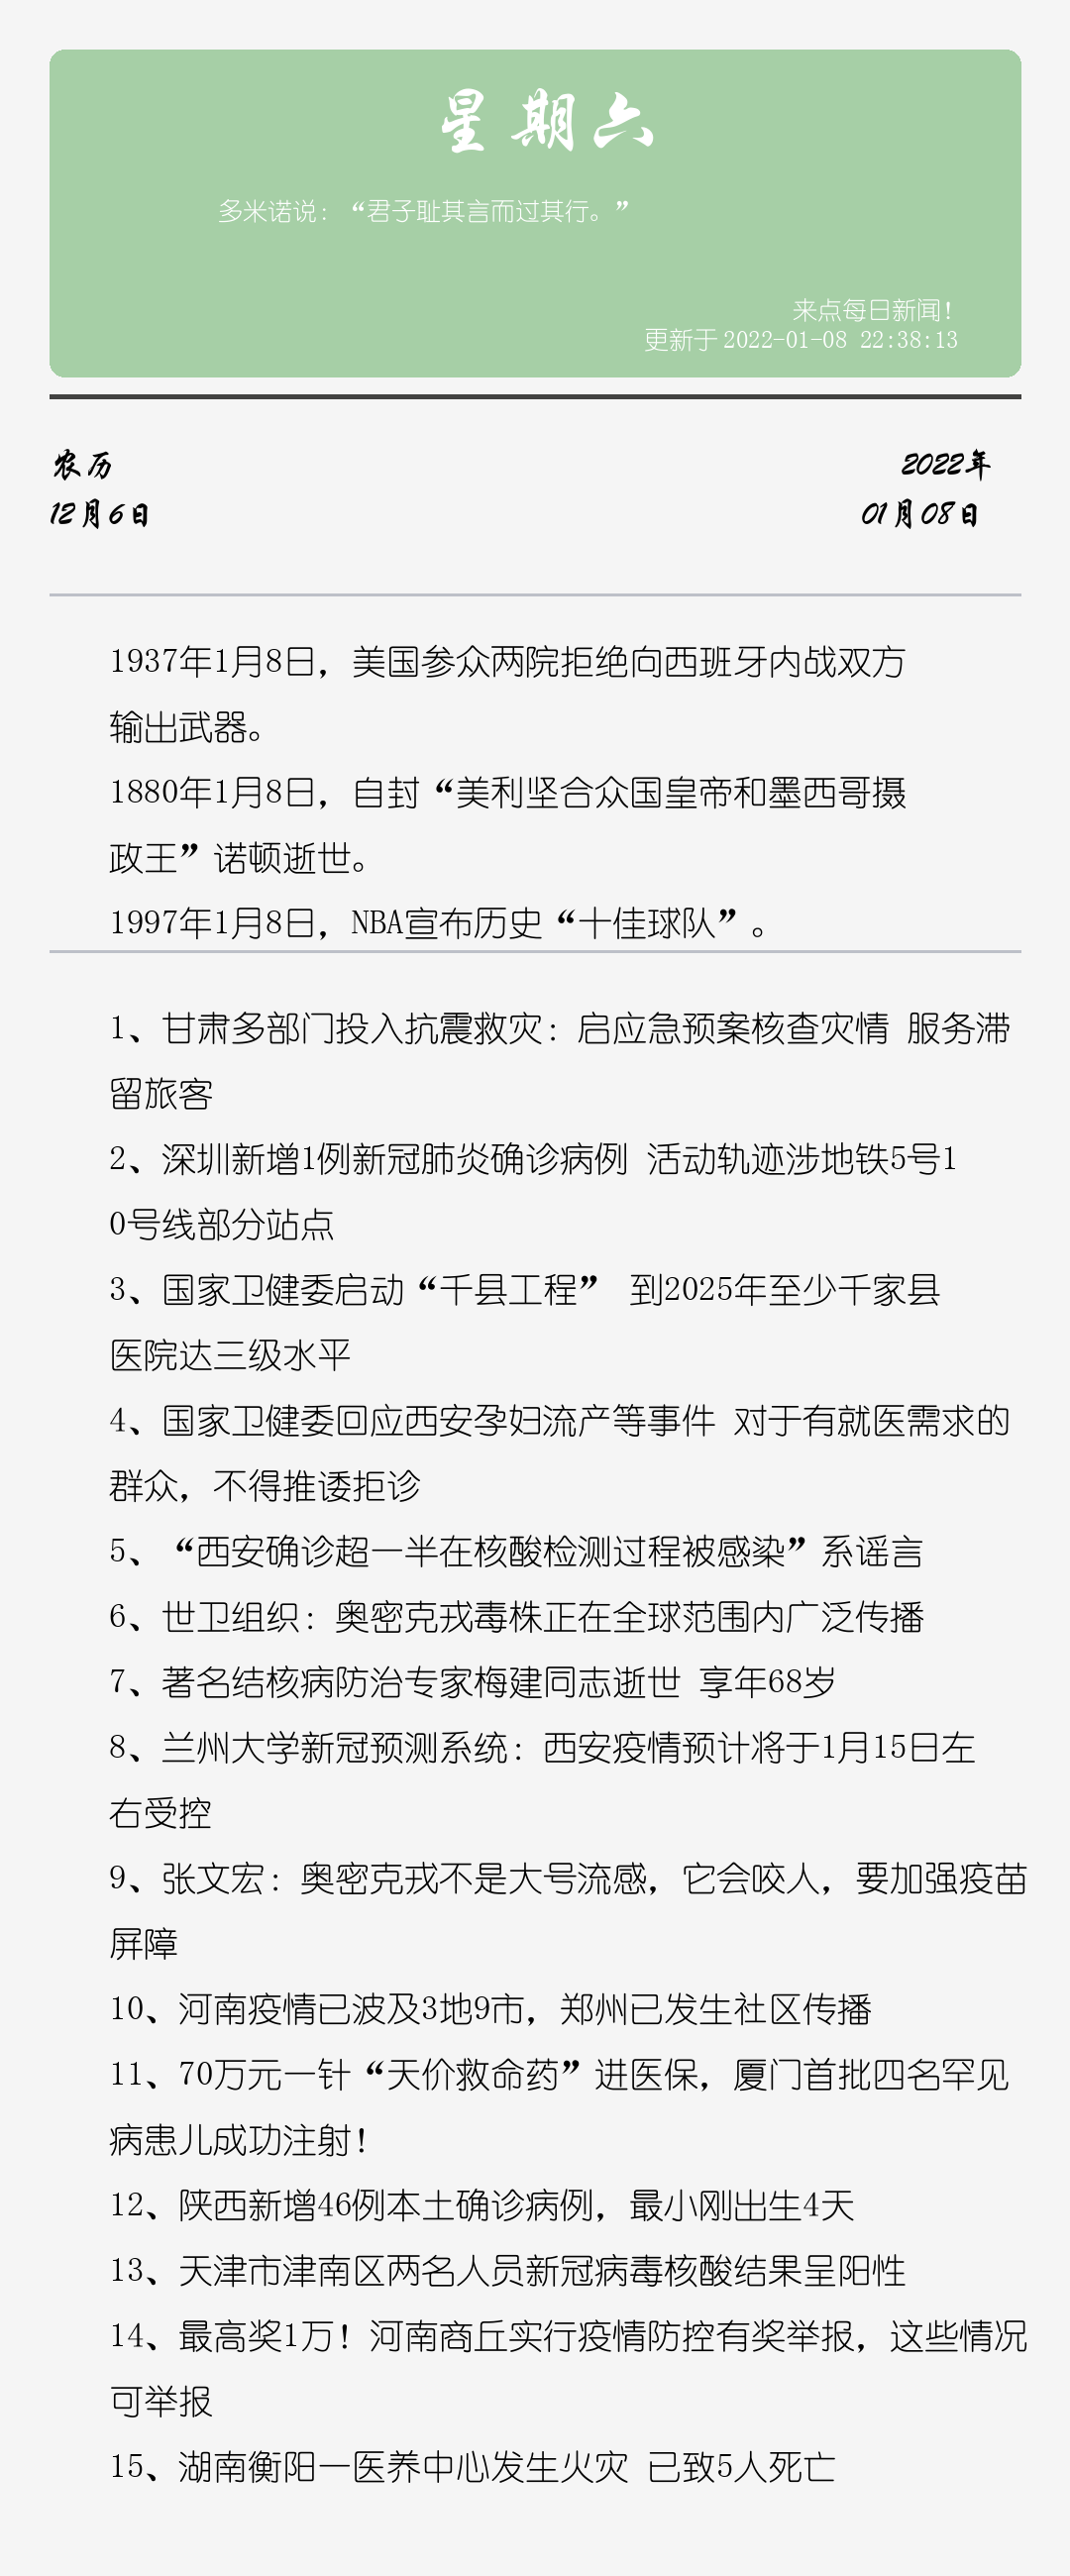 星期六
多米诺说：“君子耻其言而过其行。”
来点每日新闻！
更新于 2022-01-08 22:38:13
农历
2022年
12月6日
01月08日
1937年1月8日，美国参众两院拒绝向西班牙内战双方
输出武器。
1880年1月8日，自封“美利坚合众国皇帝和墨西哥摄
政王”诺顿逝世。
1997年1月8日，NBA宣布历史“十佳球队”。
1、甘肃多部门投入抗震救灾：启应急预案核查灾情 服务滞
留旅客
2、深圳新增1例新冠肺炎确诊病例 活动轨迹涉地铁5号1
0号线部分站点
3、国家卫健委启动“千县工程” 到2025年至少千家县
医院达三级水平
4、国家卫健委回应西安孕妇流产等事件 对于有就医需求的
群众，不得推诿拒诊
5、“西安确诊超一半在核酸检测过程被感染”系谣言
6、世卫组织：奥密克戎毒株正在全球范围内广泛传播
7、著名结核病防治专家梅建同志逝世 享年68岁
8、兰州大学新冠预测系统：西安疫情预计将于1月15日左
右受控
9、张文宏：奥密克戎不是大号流感，它会咬人，要加强疫苗
屏障
10、河南疫情已波及3地9市，郑州已发生社区传播
11、70万元一针“天价救命药”进医保，厦门首批四名罕见
病患儿成功注射！
12、陕西新增46例本土确诊病例，最小刚出生4天
13、天津市津南区两名人员新冠病毒核酸结果呈阳性
14、最高奖1万！河南商丘实行疫情防控有奖举报，这些情况
可举报
15、湖南衡阳一医养中心发生火灾 已致5人死亡